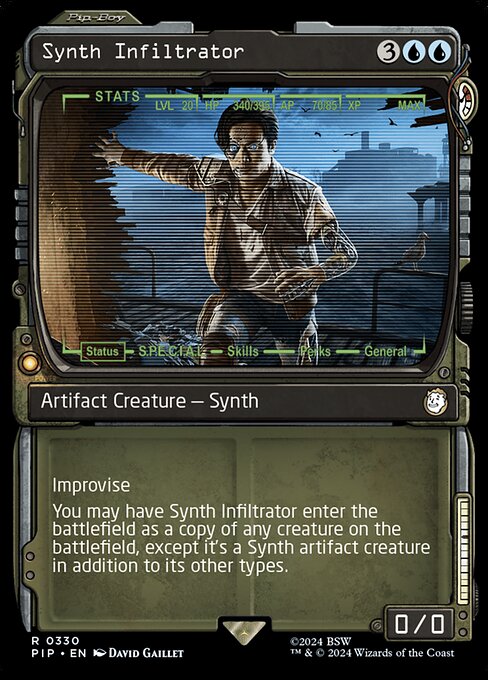 Pip-Boy
Synth Infiltrator 3
STATS LVL 20 HP 340/395 AP 70/85 XP MAX
Status S.P.E.C.I.A.L. Skills Perks General
Artifact Creature — Synth
Improvise
You may have Synth Infiltrator enter the
battlefield as a copy of any creature on the
battlefield, except it's a Synth artifact creature
in addition to its other types.
0/0
R 0330
PIP • EN David Gaillet
©2024 BSW
™ & © 2024 Wizards of the Coast